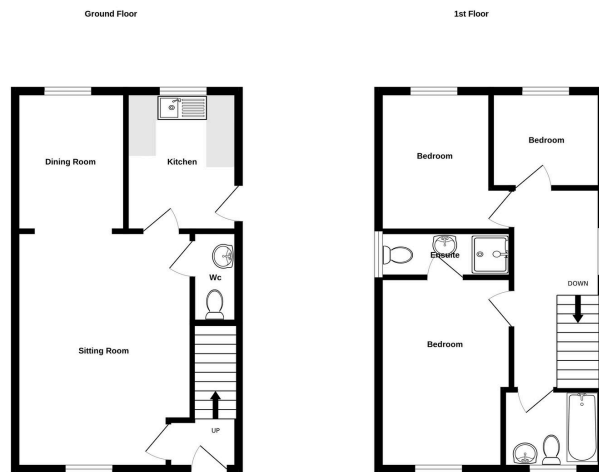 Ground Floor
1st Floor
Dining Room
Kitchen
Wc
Sitting Room
UP
Bedroom
Bedroom
Ensuite
DOWN
Bedroom